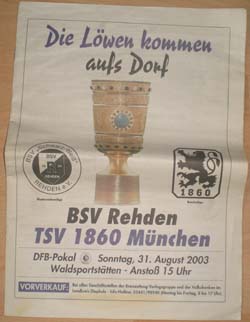 Die Löwen kommen
aufs Dorf
BSV
REHDEN
REHDEN e.V.
1860
BSV Rehden
TSV 1860 München
DFB-Pokal Sonntag, 31. August 2003
Waldsportstätten - Anstoß 15 Uhr
VORVERKAUF: